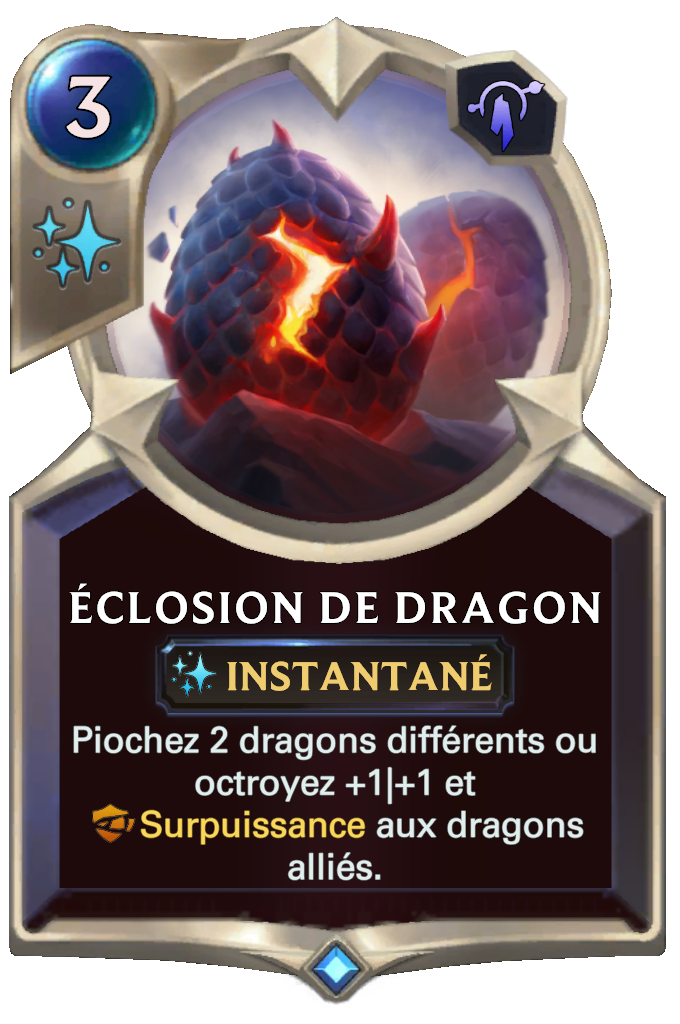 3
ÉCLOSION DE DRAGON
INSTANTANÉ
Piochez 2 dragons différents ou
octroyez +1|+1 et
Surpuissance aux dragons
alliés.